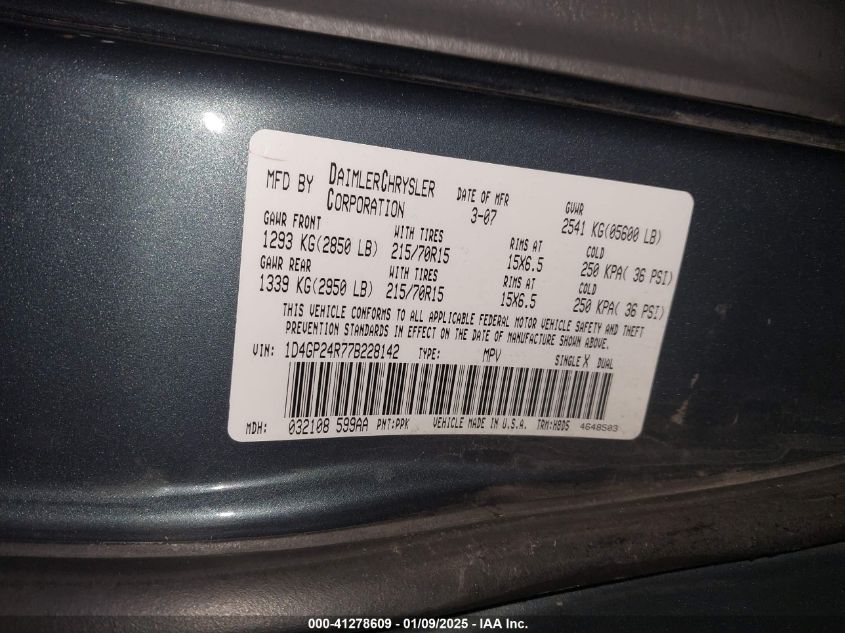 MFD BY DAIMLERCHRYSLER CORPORATION DATE OF MFR 3-07 GVWR 2541 KG(05600 LB)
GAWR FRONT 1293 KG(2850 LB) WITH TIRES 215/70R15 RIMS AT 15X6.5 COLD 250 KPA( 36 PSI)
GAWR REAR 1339 KG(2950 LB) WITH TIRES 215/70R15 RIMS AT 15X6.5 COLD 250 KPA( 36 PSI)
THIS VEHICLE CONFORMS TO ALL APPLICABLE FEDERAL MOTOR VEHICLE SAFETY AND THEFT
PREVENTION STANDARDS IN EFFECT ON THE DATE OF MANUFACTURE SHOWN ABOVE.
VIN: 1D4GP24R77B228142 TYPE: MPV SINGLE X DUAL
MDH: 032108 599AA PNT:PPK VEHICLE MADE IN U.S.A. TRM:H8D5 4648503
000-41278609 - 01/09/2025 - IAA Inc.